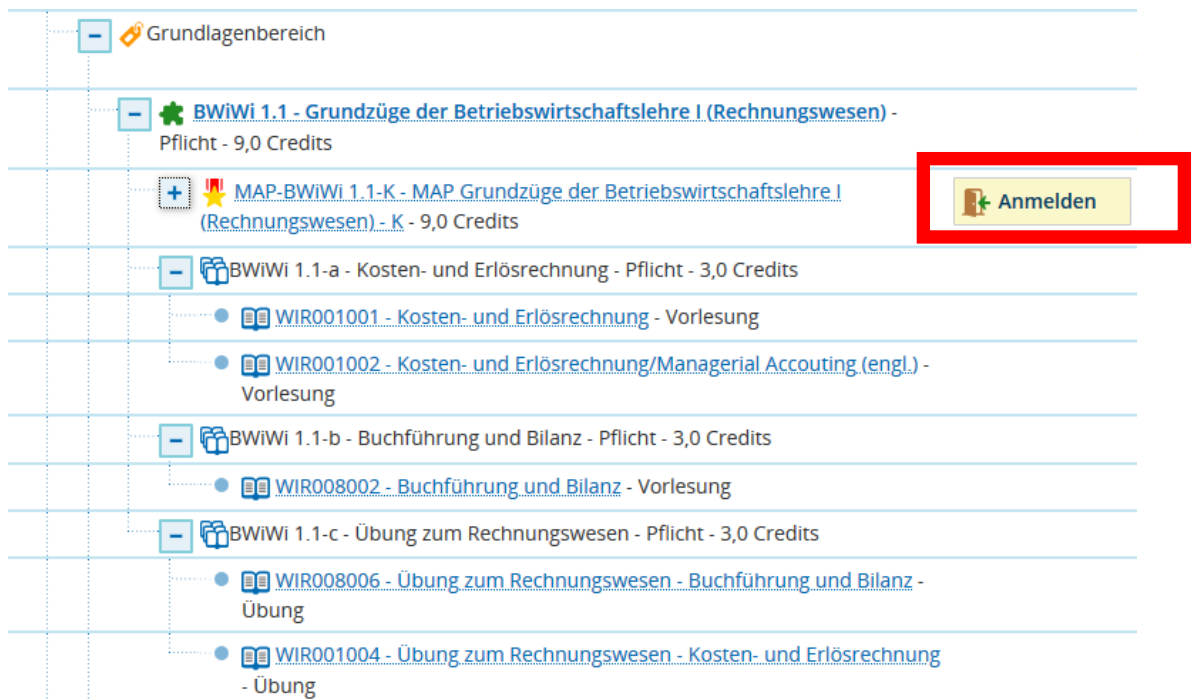 Grundlagenbereich
BWiWi 1.1 - Grundzüge der Betriebswirtschaftslehre I (Rechnungswesen) -
Pflicht - 9,0 Credits
MAP-BWiWi 1.1-K - MAP Grundzüge der Betriebswirtschaftslehre I
(Rechnungswesen) - K - 9,0 Credits
Anmelden
BWiWi 1.1-a - Kosten- und Erlösrechnung - Pflicht - 3,0 Credits
WIR001001 - Kosten- und Erlösrechnung - Vorlesung
WIR001002 - Kosten- und Erlösrechnung/Managerial Accouting (engl.) -
Vorlesung
BWiWi 1.1-b - Buchführung und Bilanz - Pflicht - 3,0 Credits
WIR008002 - Buchführung und Bilanz - Vorlesung
BWiWi 1.1-c - Übung zum Rechnungswesen - Pflicht - 3,0 Credits
WIR008006 - Übung zum Rechnungswesen - Buchführung und Bilanz -
Übung
WIR001004 - Übung zum Rechnungswesen - Kosten- und Erlösrechnung
- Übung